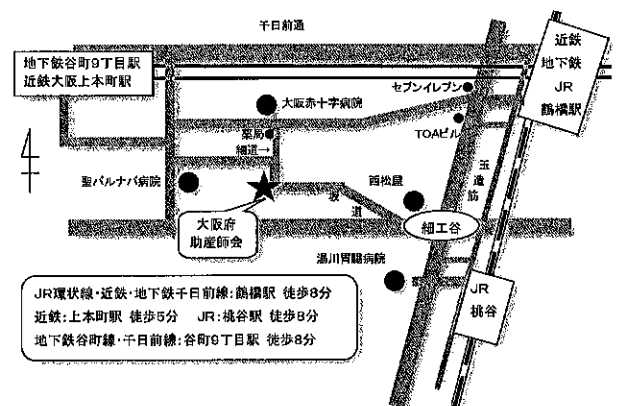 千日前通
近鉄
地下鉄
JR
鶴橋駅
地下鉄谷町9丁目駅
近鉄大阪上本町駅
セブンイレブン
大阪赤十字病院
薬局
細道→
TOAビル
玉造筋
聖バルナバ病院
西松屋
坂道
大阪府
助産師会
細工谷
湯川胃腸病院
JR
桃谷
JR環状線・近鉄・地下鉄千日前線:鶴橋駅 徒歩8分
近鉄:上本町駅 徒歩5分 JR:桃谷駅 徒歩8分
地下鉄谷町線・千日前線:谷町9丁目駅 徒歩8分